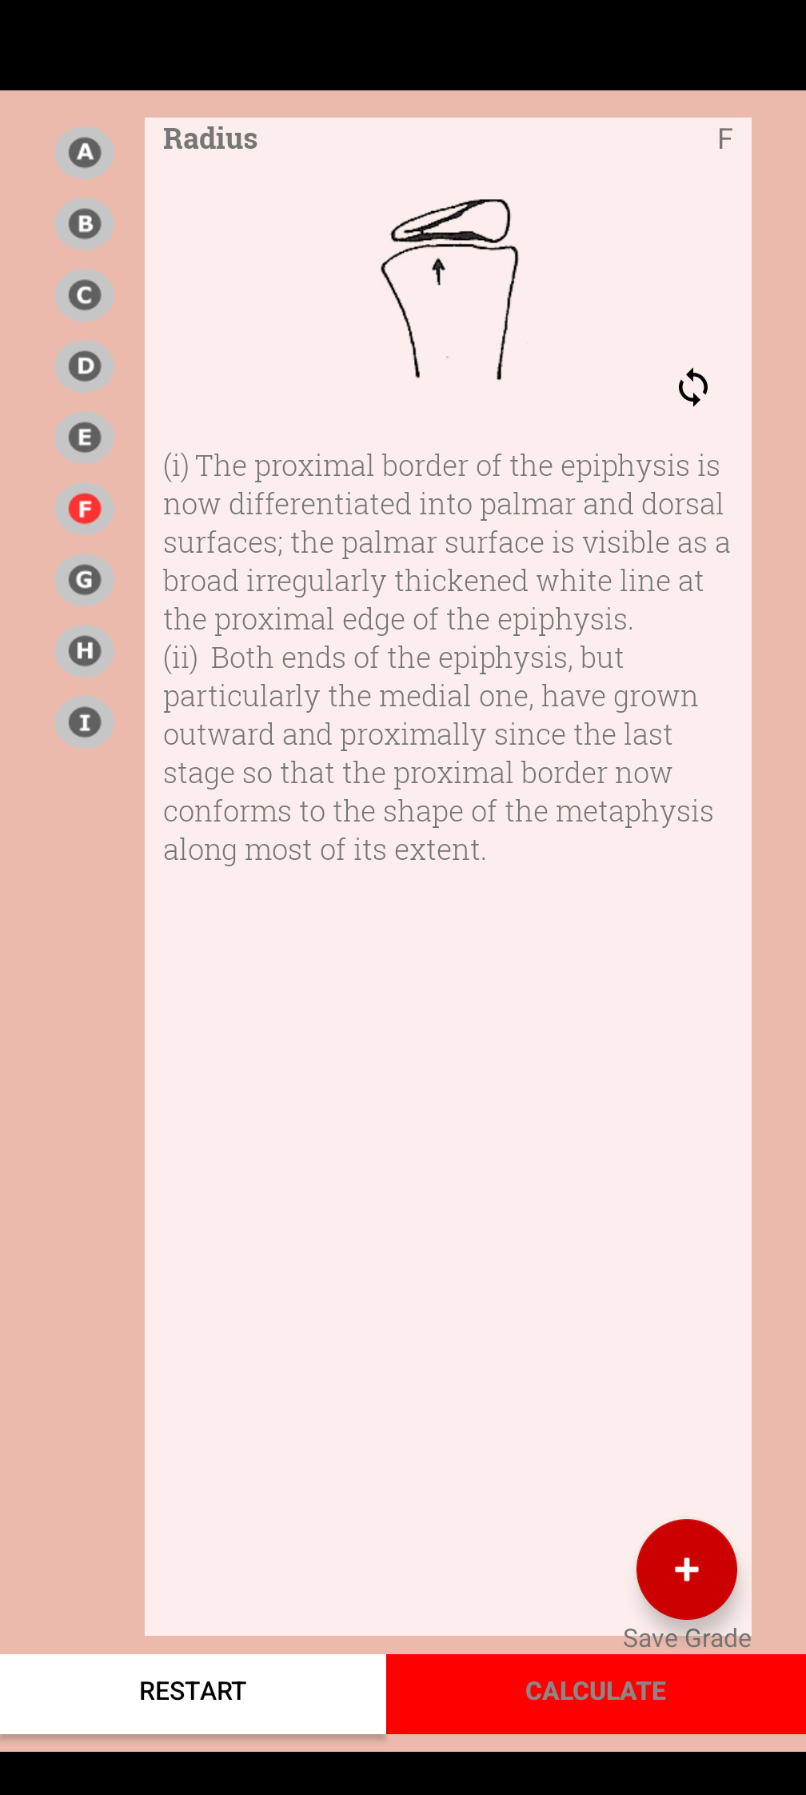 A
B
C
D
E
F
G
H
I
Radius F
(i) The proximal border of the epiphysis is
now differentiated into palmar and dorsal
surfaces; the palmar surface is visible as a
broad irregularly thickened white line at
the proximal edge of the epiphysis.
(ii) Both ends of the epiphysis, but
particularly the medial one, have grown
outward and proximally since the last
stage so that the proximal border now
conforms to the shape of the metaphysis
along most of its extent.
Save Grade
RESTART CALCULATE